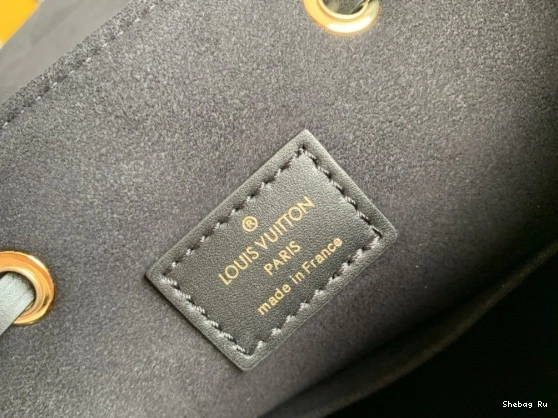 ®
LOUIS VUITTON
PARIS
made in France
Shebag Ru